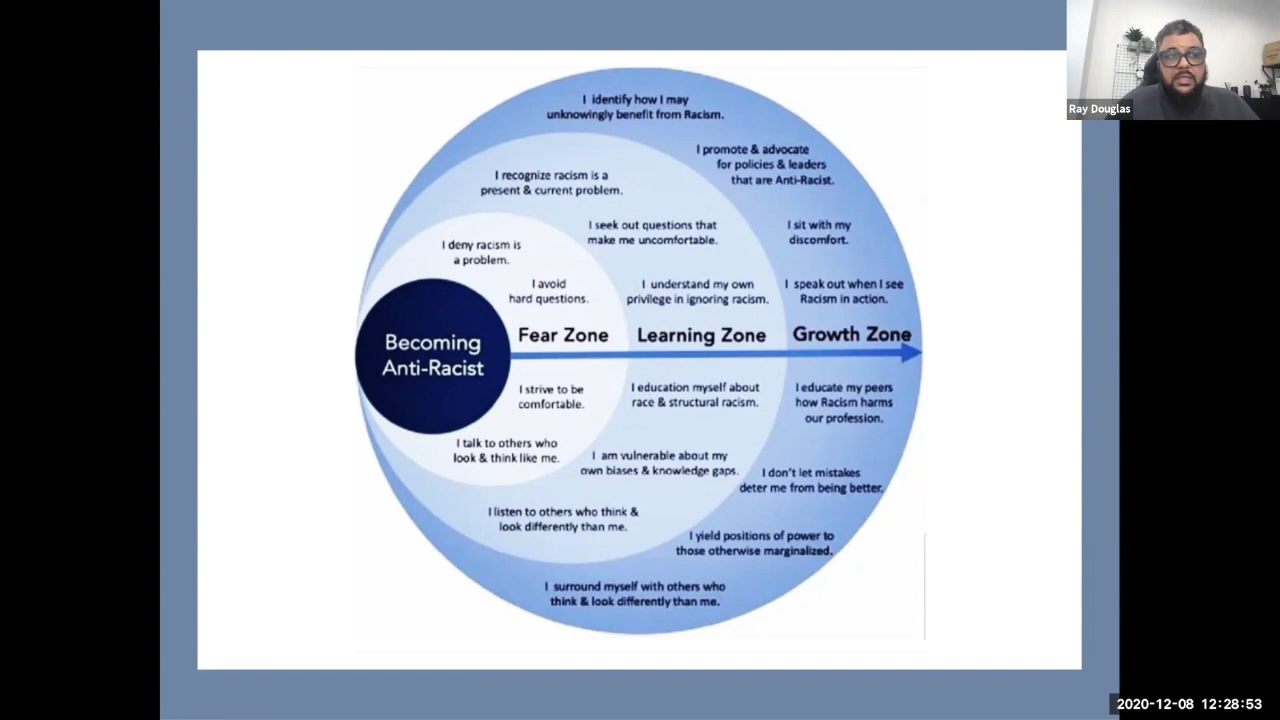 I identify how I may
unknowingly benefit from Racism.
I promote & advocate
for policies & leaders
that are Anti-Racist.
I recognize racism is a
present & current problem.
I seek out questions that
make me uncomfortable.
I sit with my
discomfort.
I deny racism is
a problem.
I avoid
hard questions.
I understand my own
privilege in ignoring racism.
I speak out when I see
Racism in action.
Becoming
Anti-Racist
Fear Zone
Learning Zone
Growth Zone
I strive to be
comfortable.
I education myself about
race & structural racism.
I educate my peers
how Racism harms
our profession.
I talk to others who
look & think like me.
I am vulnerable about my
own biases & knowledge gaps.
I don't let mistakes
deter me from being better.
I listen to others who think &
look differently than me.
I yield positions of power to
those otherwise marginalized.
I surround myself with others who
think & look differently than me.
Ray Douglas
2020-12-08 12:28:53